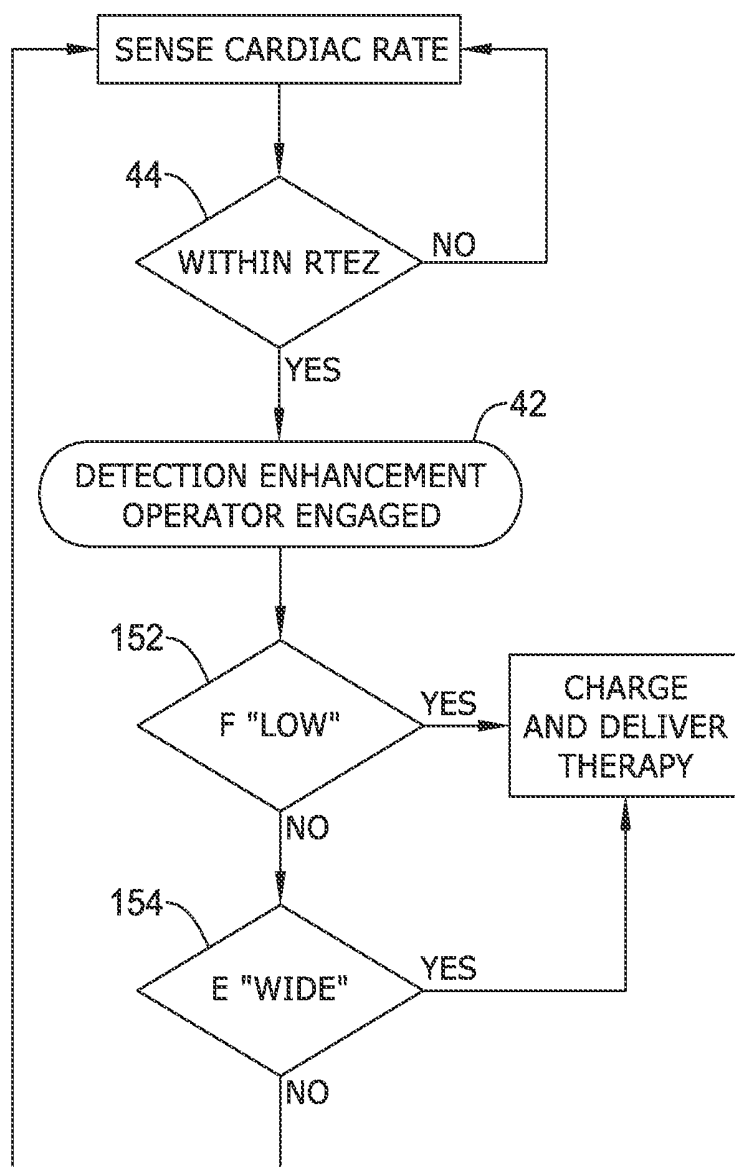 SENSE CARDIAC RATE
44
WITHIN RTEZ
NO
YES
42
DETECTION ENHANCEMENT
OPERATOR ENGAGED
152
F "LOW"
YES
CHARGE
AND DELIVER
THERAPY
NO
154
E "WIDE"
YES
NO